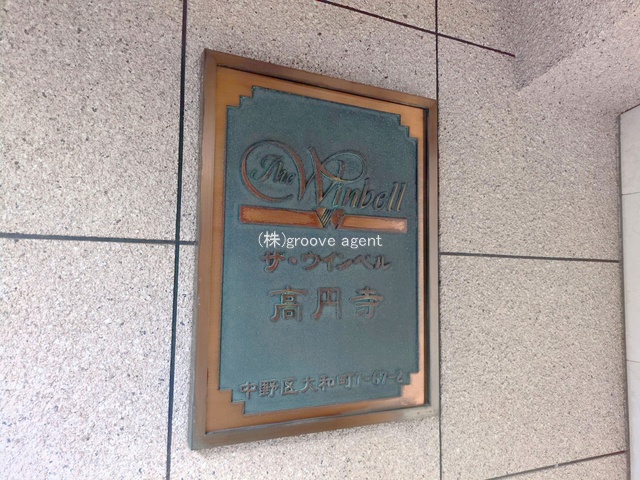 The Winbell
(株)groove agent
ザ・ウインベル
高円寺
中野区大和町1-67-2